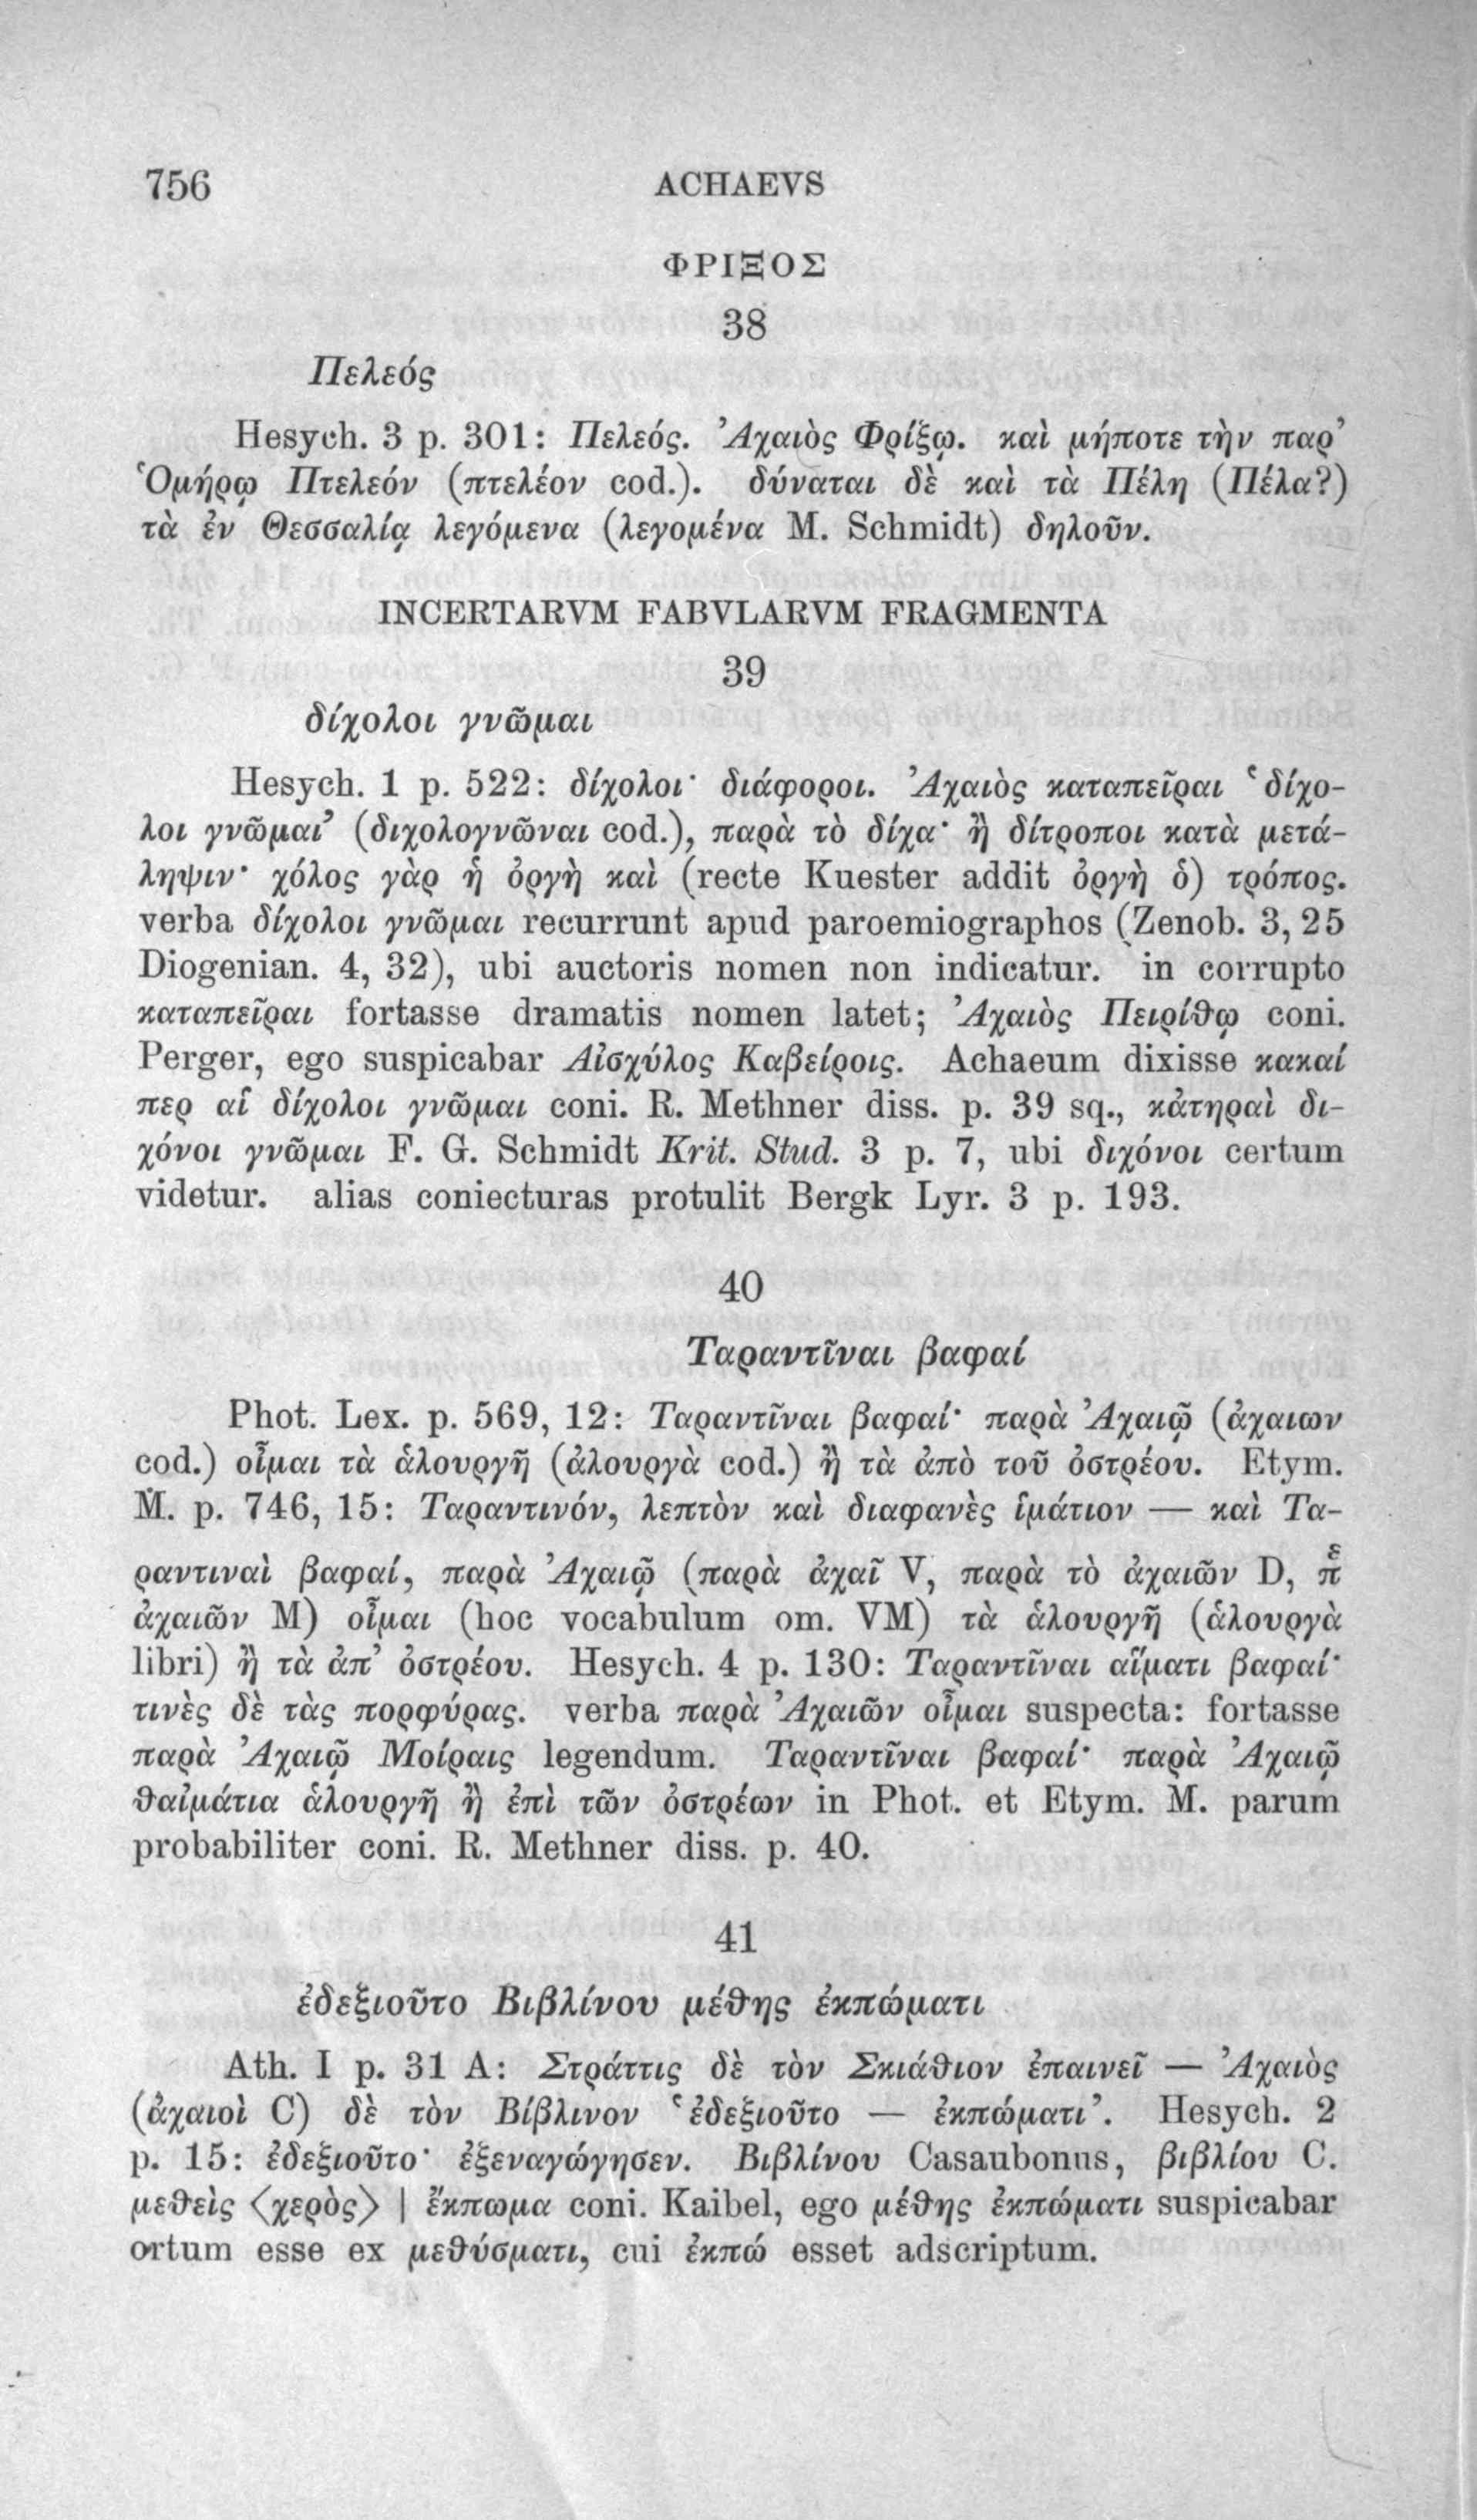 756
ACHAEVS
ΦΡΙΞΟΣ
38
Πελεός
Hesych. 3 p. 301: Πελεός. Ἀχαιὸς Φρίξῳ. καὶ μήποτε τὴν παρ’
Ὁμήρῳ Πτελεόν (πτελέον cod.). δύναται δὲ καὶ τὰ Πέλη (Πέλα?)
τὰ ἐν Θεσσαλίᾳ λεγόμενα (λεγομένα M. Schmidt) δηλοῦν.
INCERTARVM FABVLARVM FRAGMENTA
39
δίχολοι γνῶμαι
Hesych. 1 p. 522: δίχολοι· διάφοροι. Ἀχαιὸς καταπεῖραι ‘δίχο-
λοι γνῶμαι’ (διχολογνῶναι cod.), παρὰ τὸ δίχα· ἢ δίτροποι κατὰ μετά-
ληψιν· χόλος γὰρ ἡ ὀργὴ καὶ (recte Kuester addit ὀργὴ ὁ) τρόπος.
verba δίχολοι γνῶμαι recurrunt apud paroemiographos (Zenob. 3, 25
Diogenian. 4, 32), ubi auctoris nomen non indicatur. in corrupto
καταπεῖραι fortasse dramatis nomen latet; Ἀχαιὸς Πειρίθῳ coni.
Perger, ego suspicabar Αἰσχύλος Καβείροις. Achaeum dixisse κακαί
περ αἱ δίχολοι γνῶμαι coni. R. Methner diss. p. 39 sq., κἀτηραὶ δι-
χόνοι γνῶμαι F. G. Schmidt Krit. Stud. 3 p. 7, ubi διχόνοι certum
videtur. alias coniecturas protulit Bergk Lyr. 3 p. 193.
40
Ταραντῖναι βαφαί
Phot. Lex. p. 569, 12: Ταραντῖναι βαφαί· παρὰ Ἀχαιῷ (ἀχαιων
cod.) οἶμαι τὰ ἁλουργῆ (ἀλουργὰ cod.) ἢ τὰ ἀπὸ τοῦ ὀστρέου. Etym.
M. p. 746, 15: Ταραντινόν, λεπτὸν καὶ διαφανὲς ἱμάτιον — καὶ Τα-
ραντιναὶ βαφαί, παρὰ Ἀχαιῷ (παρὰ ἀχαῖ V, παρὰ τὸ ἀχαιῶν D, πε
ἀχαιῶν M) οἶμαι (hoc vocabulum om. VM) τὰ ἁλουργῆ (ἁλουργὰ
libri) ἢ τὰ ἀπ’ ὀστρέου. Hesych. 4 p. 130: Ταραντῖναι αἵματι βαφαί·
τινὲς δὲ τὰς πορφύρας. verba παρὰ Ἀχαιῶν οἶμαι suspecta: fortasse
παρὰ Ἀχαιῷ Μοίραις legendum. Ταραντῖναι βαφαί· παρὰ Ἀχαιῷ
θαἰμάτια ἁλουργῆ ἢ ἐπὶ τῶν ὀστρέων in Phot. et Etym. M. parum
probabiliter coni. R. Methner diss. p. 40.
41
ἐδεξιοῦτο Βιβλίνου μέθης ἐκπώματι
Ath. I p. 31 A: Στράττις δὲ τὸν Σκιάθιον ἐπαινεῖ — Ἀχαιὸς
(ἀχαιοὶ C) δὲ τὸν Βίβλινον ‘ἐδεξιοῦτο — ἐκπώματι’. Hesych. 2
p. 15: ἐδεξιοῦτο· ἐξεναγώγησεν. Βιβλίνου Casaubonus, βιβλίου C.
μεθεὶς ⟨χερὸς⟩ | ἔκπωμα coni. Kaibel, ego μέθης ἐκπώματι suspicabar
ortum esse ex μεθύσματι, cui ἐκπώ esset adscriptum.